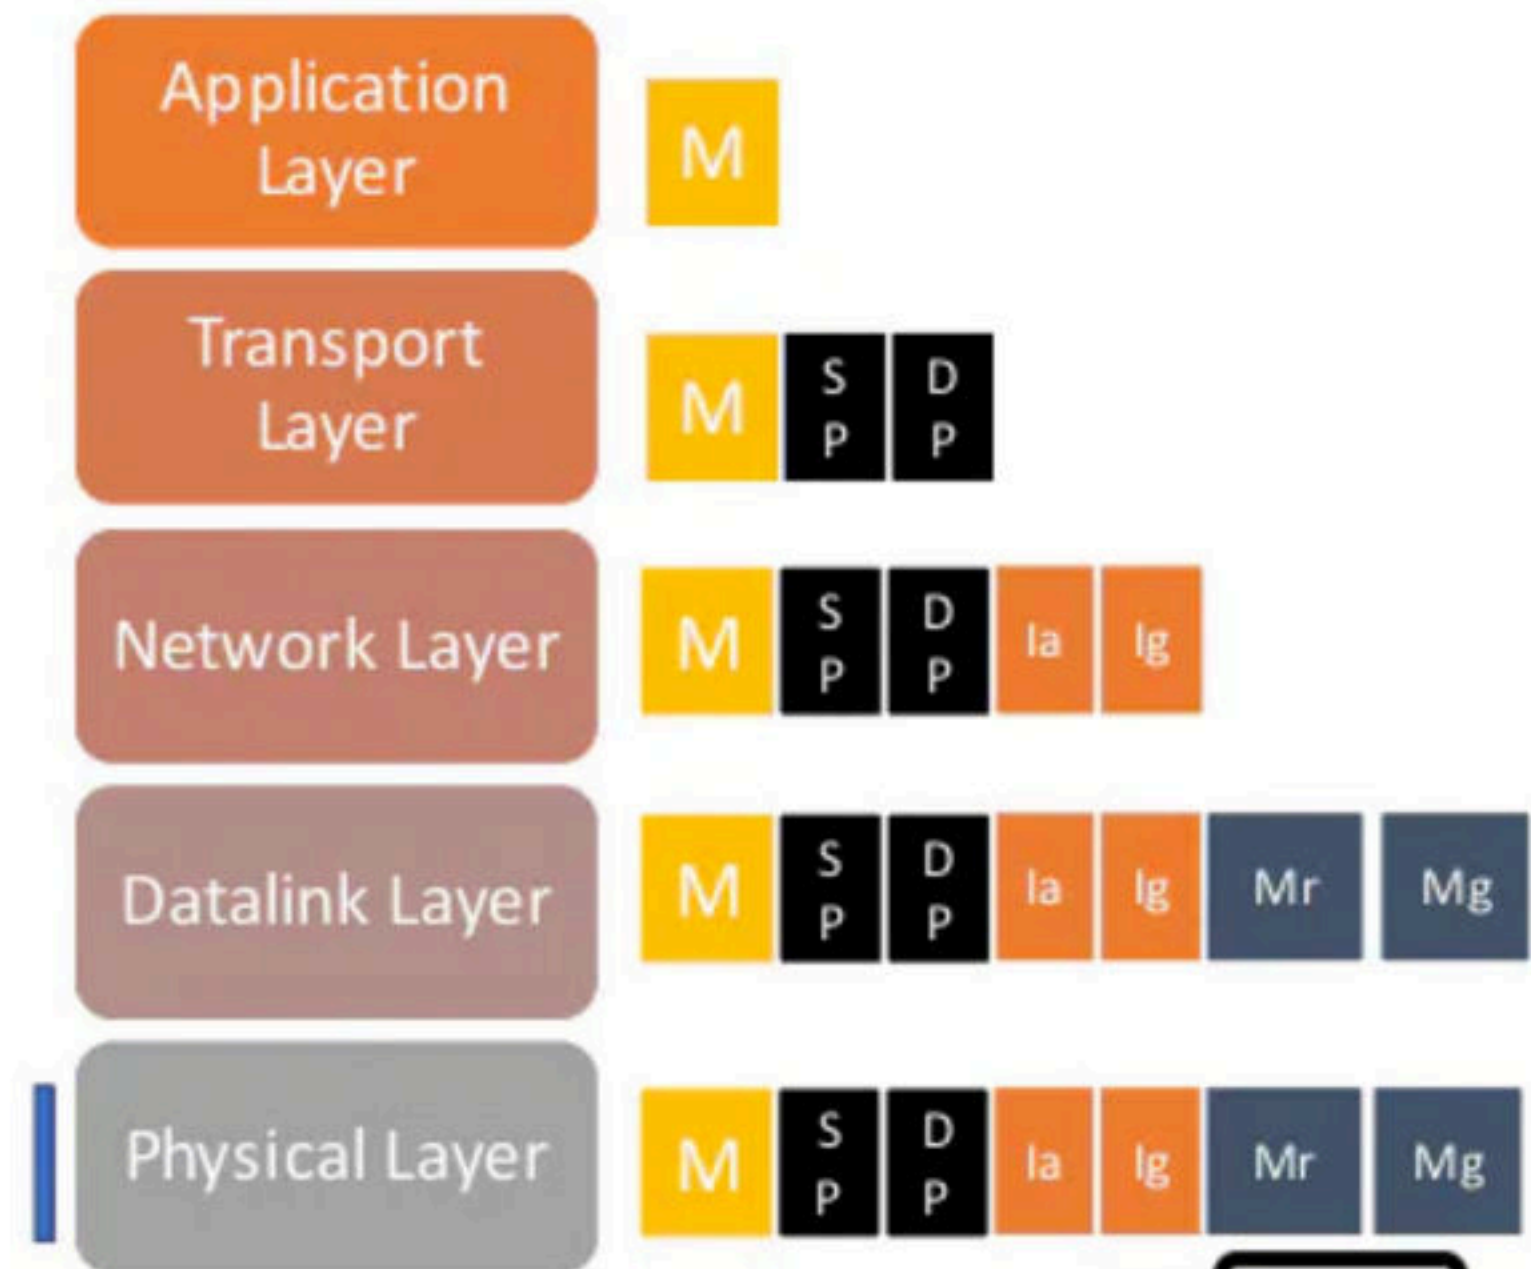 Application
Layer
M
Transport
Layer
M
S
P
D
P
Network Layer
M
S
P
D
P
Ia
Ig
Datalink Layer
M
S
P
D
P
Ia
Ig
Mr
Mg
Physical Layer
M
S
P
D
P
Ia
Ig
Mr
Mg